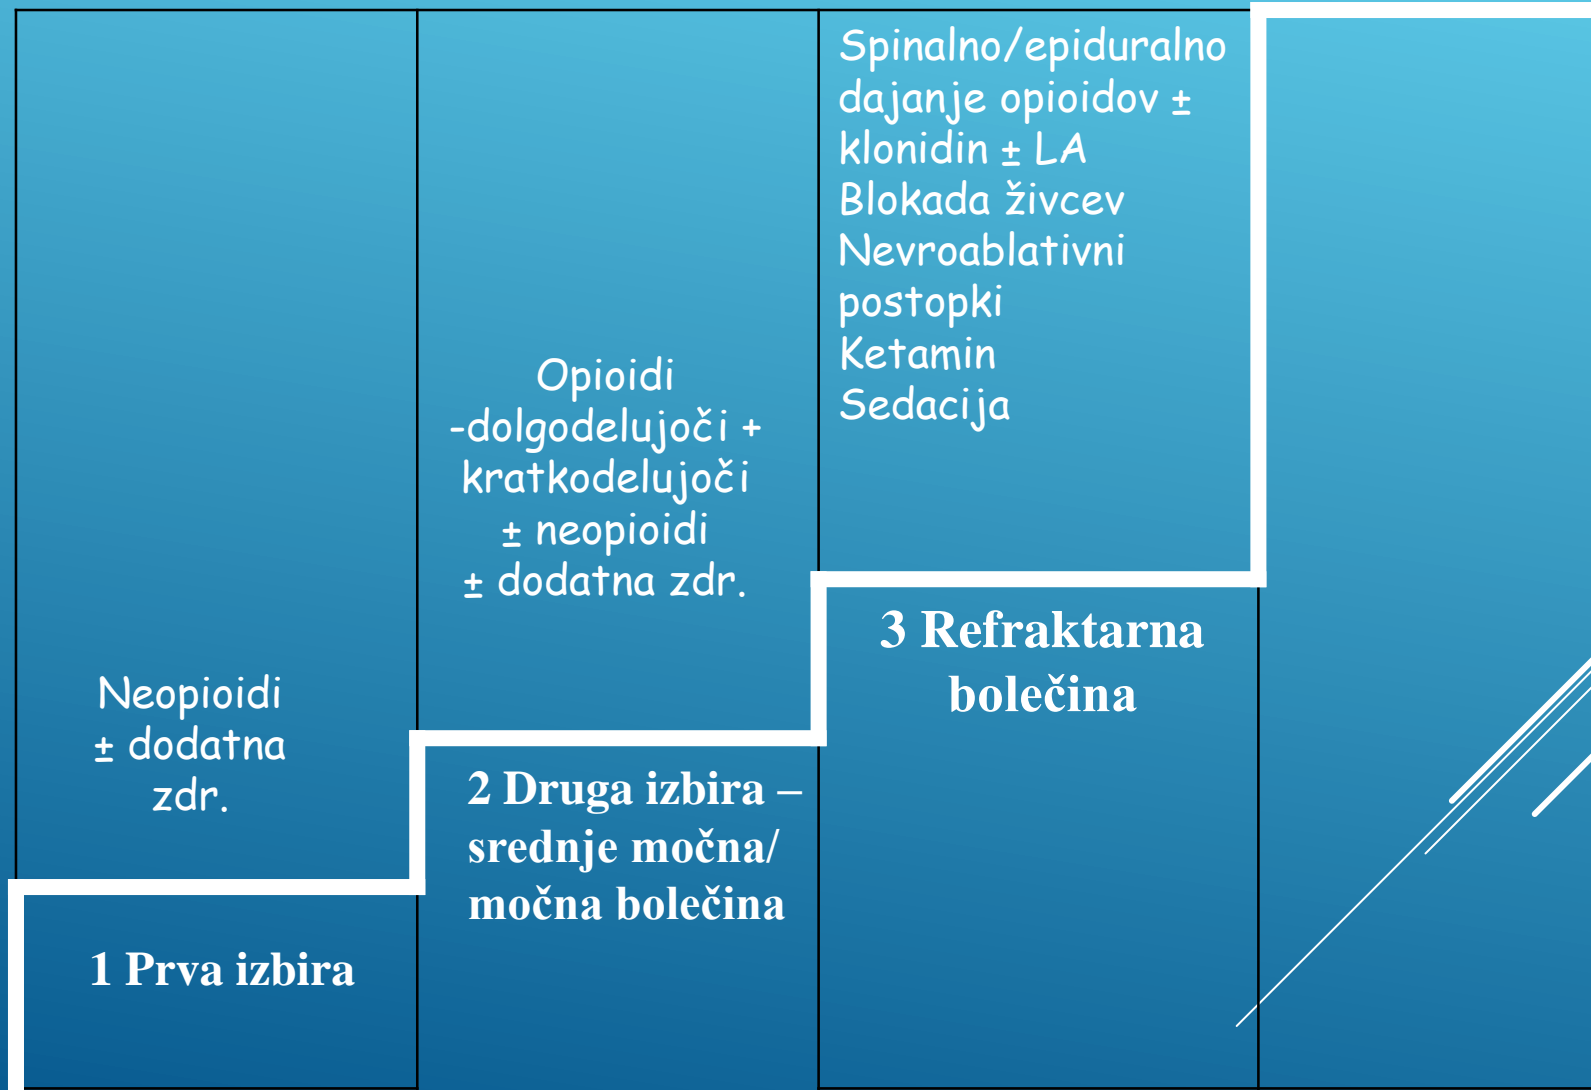 Neopioidi
± dodatna
zdr.
1 Prva izbira
Opioidi
-dolgodelujoči +
kratkodelujoči
± neopioidi
± dodatna zdr.
2 Druga izbira –
srednje močna/
močna bolečina
Spinalno/epiduralno
dajanje opioidov ±
klonidin ± LA
Blokada živcev
Nevroablativni
postopki
Ketamin
Sedacija
3 Refraktarna
bolečina